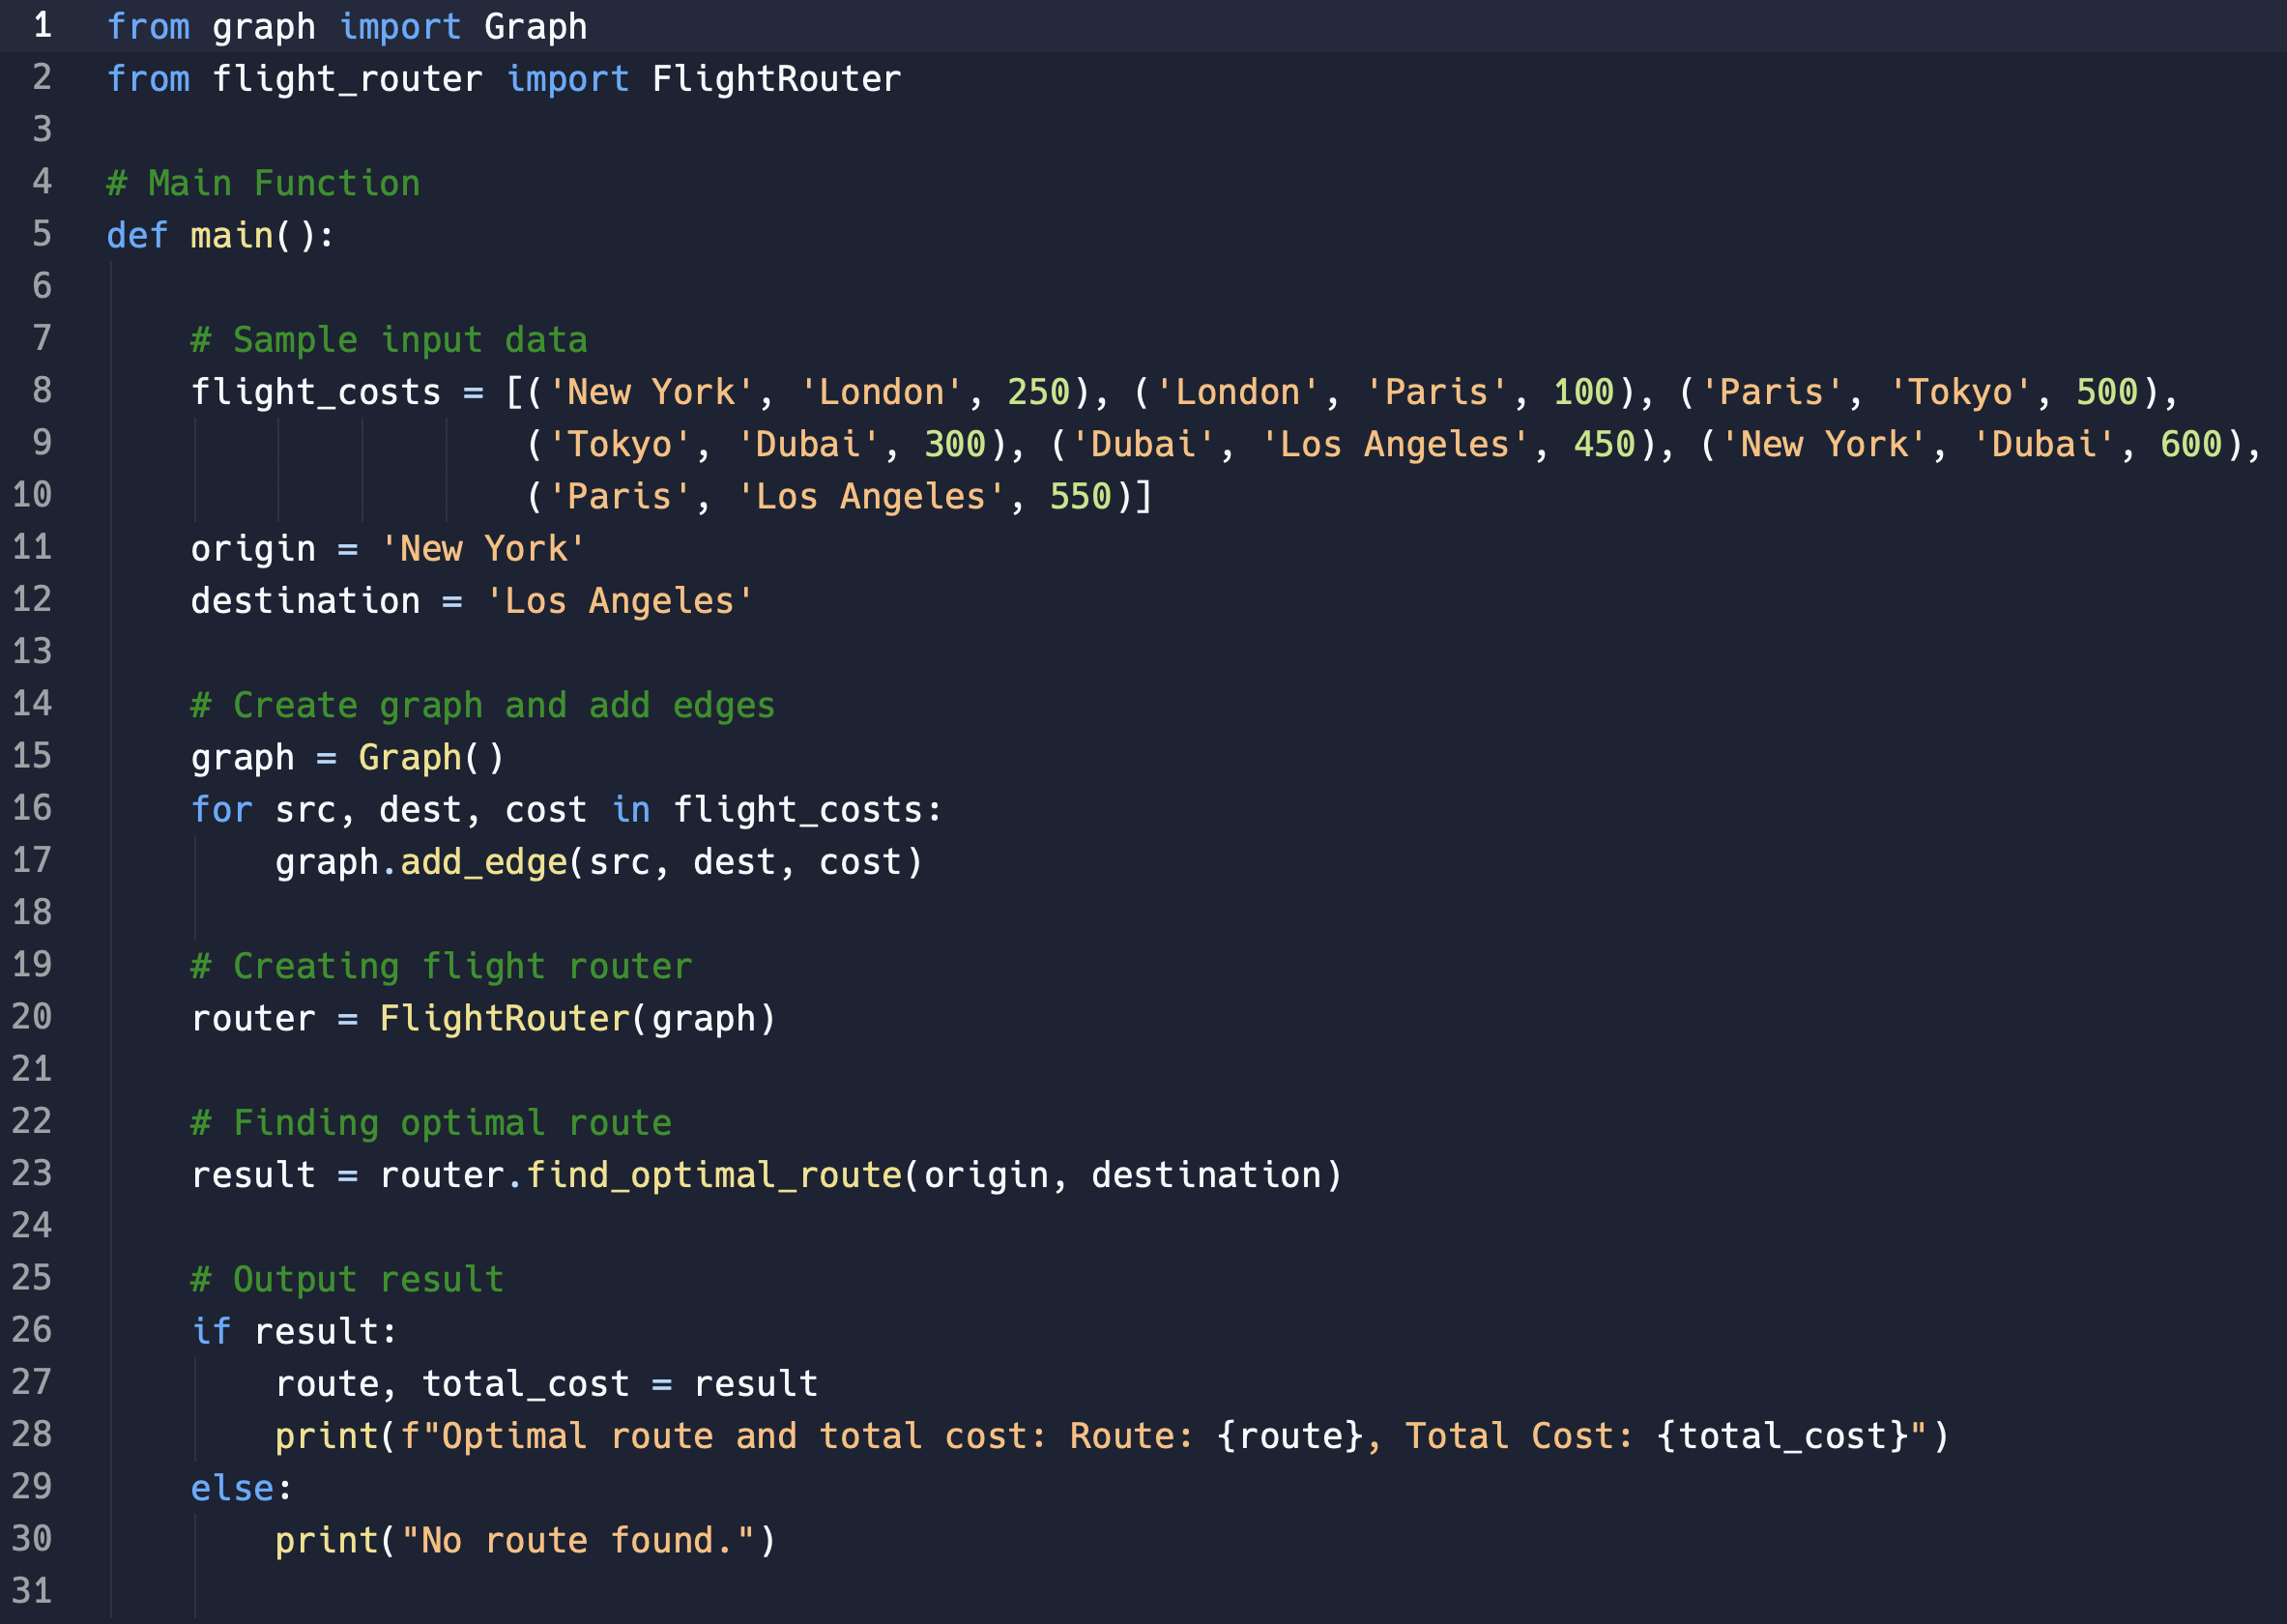 1 from graph import Graph
2 from flight_router import FlightRouter
3
4 # Main Function
5 def main():
6
7     # Sample input data
8     flight_costs = [('New York', 'London', 250), ('London', 'Paris', 100), ('Paris', 'Tokyo', 500),
9                     ('Tokyo', 'Dubai', 300), ('Dubai', 'Los Angeles', 450), ('New York', 'Dubai', 600),
10                     ('Paris', 'Los Angeles', 550)]
11     origin = 'New York'
12     destination = 'Los Angeles'
13
14     # Create graph and add edges
15     graph = Graph()
16     for src, dest, cost in flight_costs:
17         graph.add_edge(src, dest, cost)
18
19     # Creating flight router
20     router = FlightRouter(graph)
21
22     # Finding optimal route
23     result = router.find_optimal_route(origin, destination)
24
25     # Output result
26     if result:
27         route, total_cost = result
28         print(f"Optimal route and total cost: Route: {route}, Total Cost: {total_cost}")
29     else:
30         print("No route found.")
31